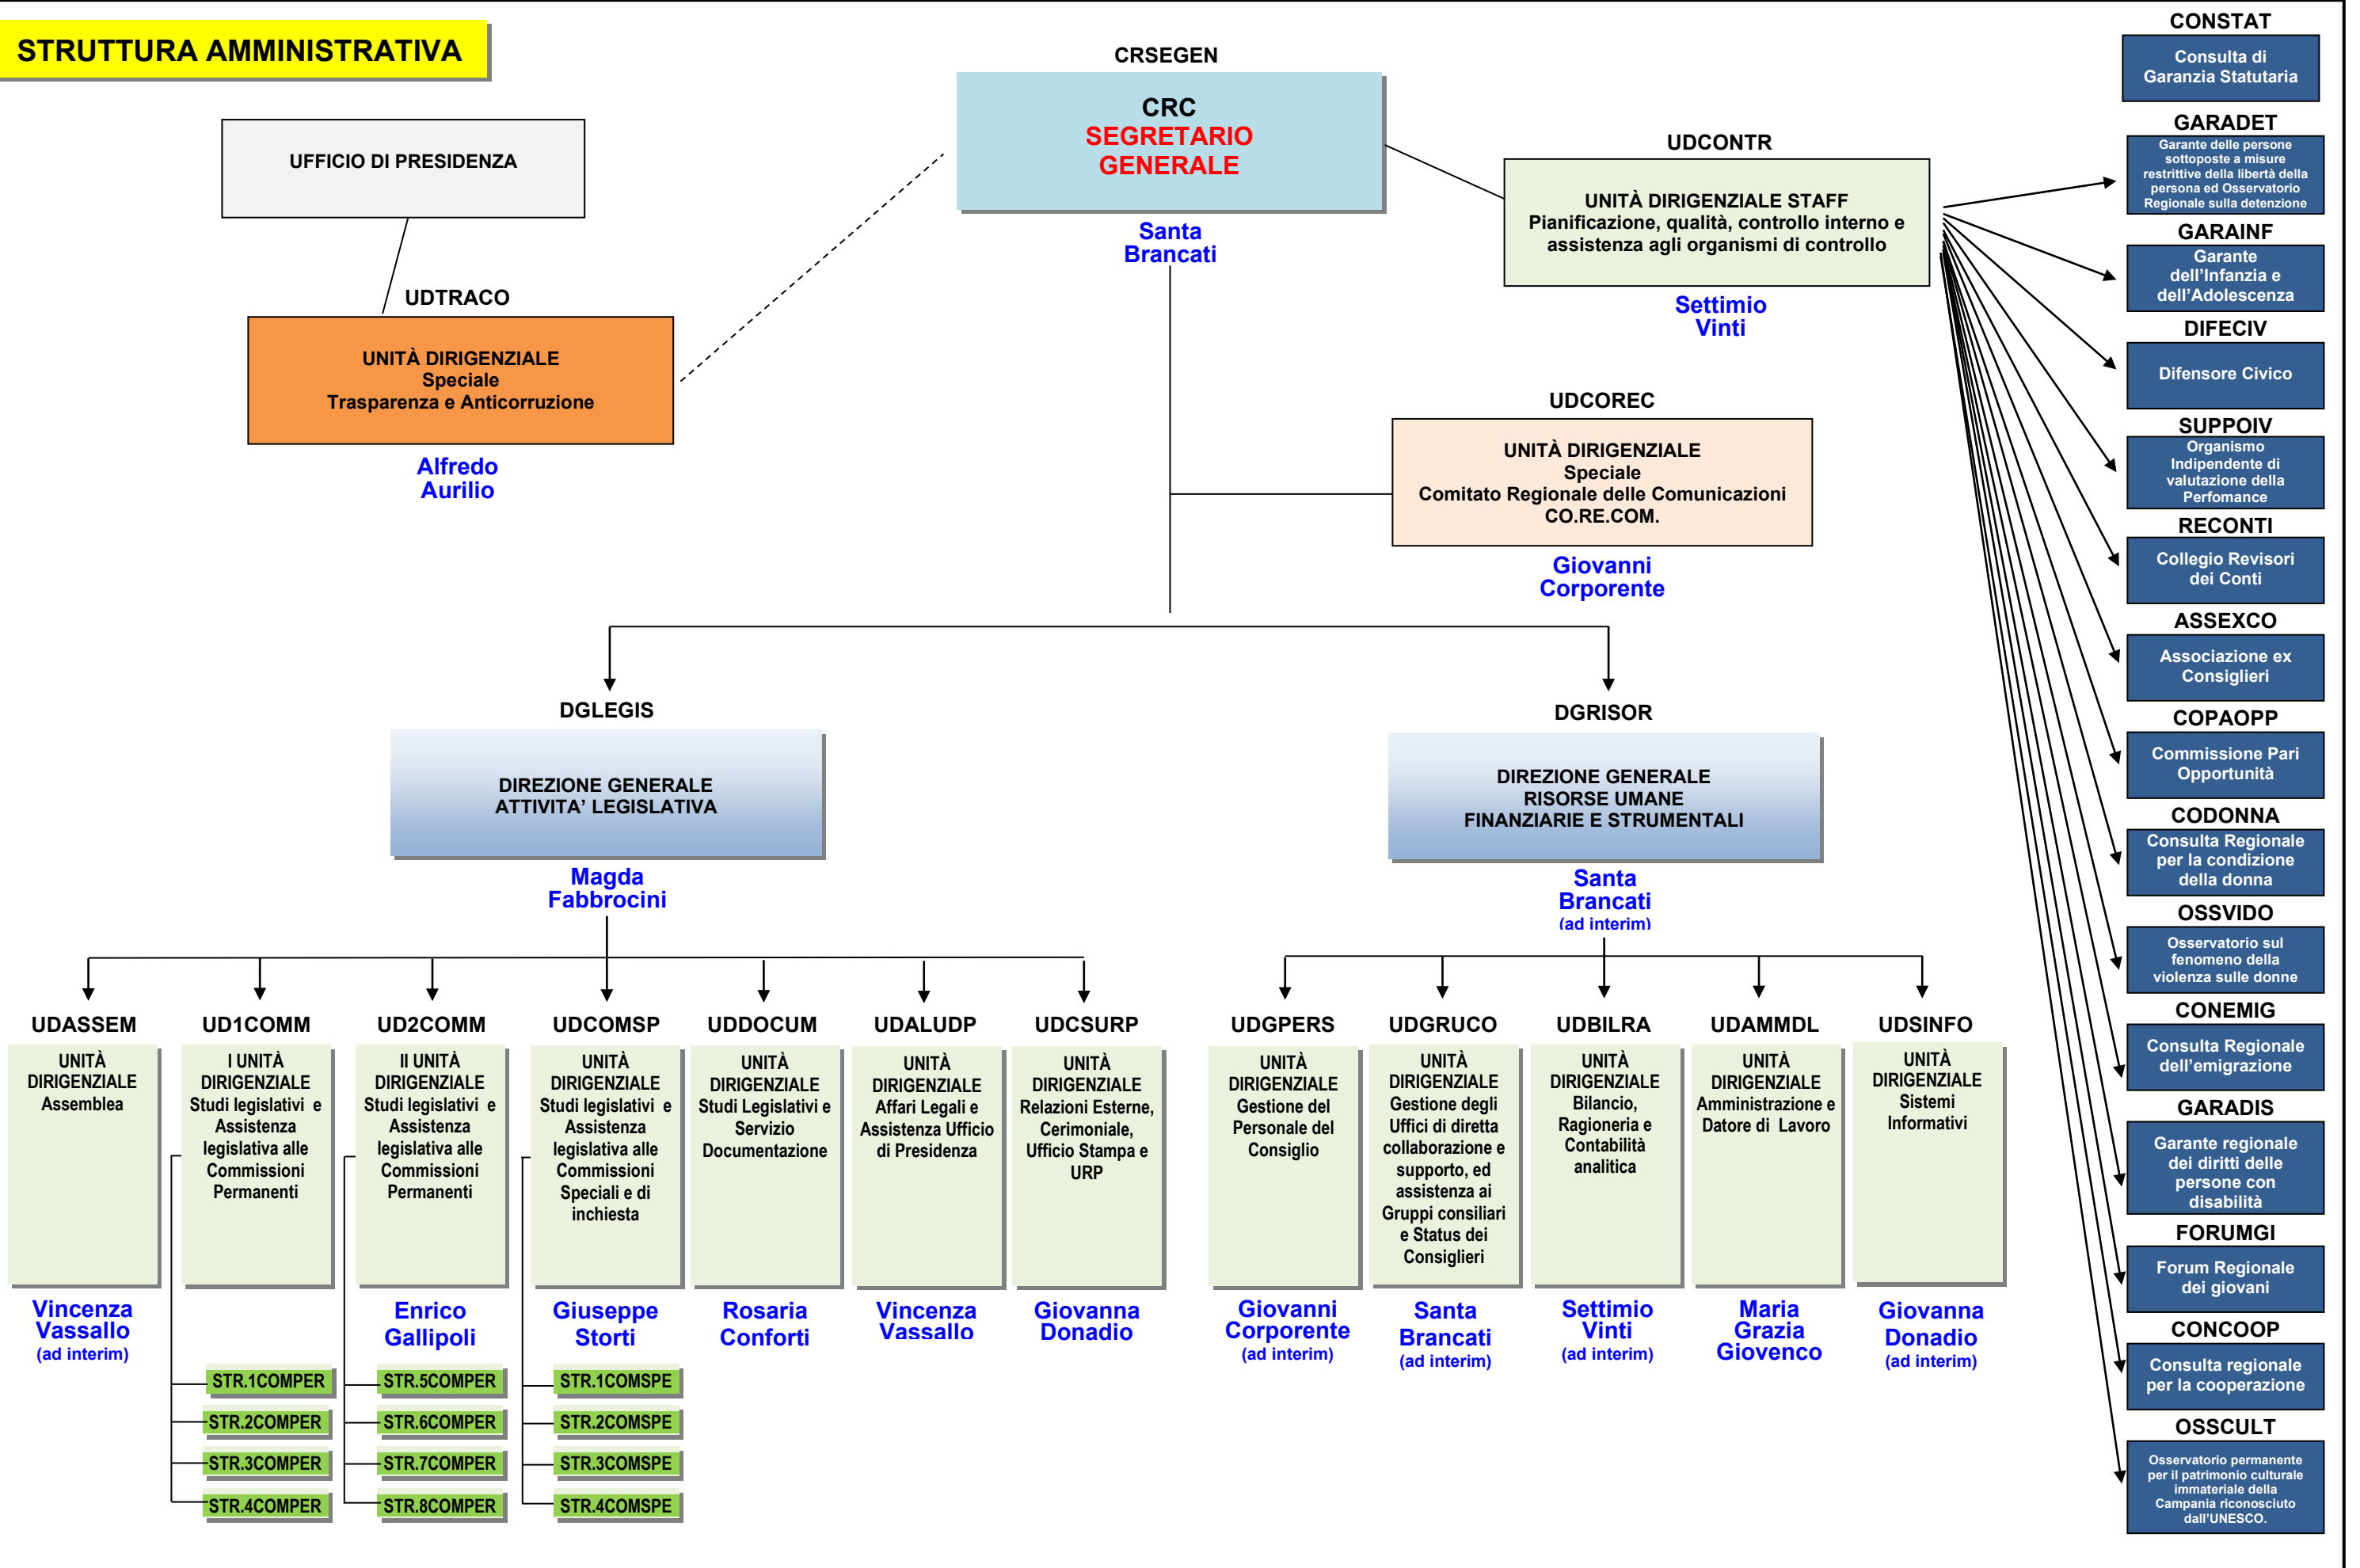 STRUTTURA AMMINISTRATIVA
CRSEGEN
CRC
SEGRETARIO
GENERALE
Santa
Brancati
UFFICIO DI PRESIDENZA
UDTRACO
UNITÀ DIRIGENZIALE
Speciale
Trasparenza e Anticorruzione
Alfredo
Aurilio
UDCONTR
UNITÀ DIRIGENZIALE STAFF
Pianificazione, qualità, controllo interno e
assistenza agli organismi di controllo
Settimio
Vinti
UDCOREC
UNITÀ DIRIGENZIALE
Speciale
Comitato Regionale delle Comunicazioni
CO.RE.COM.
Giovanni
Corporente
DGLEGIS
DIREZIONE GENERALE
ATTIVITA’ LEGISLATIVA
Magda
Fabbrocini
DGRISOR
DIREZIONE GENERALE
RISORSE UMANE
FINANZIARIE E STRUMENTALI
Santa
Brancati
(ad interim)
UDASSEM
UNITÀ
DIRIGENZIALE
Assemblea
Vincenza
Vassallo
(ad interim)
UD1COMM
I UNITÀ
DIRIGENZIALE
Studi legislativi e
Assistenza
legislativa alle
Commissioni
Permanenti
STR.1COMPER
STR.2COMPER
STR.3COMPER
STR.4COMPER
UD2COMM
II UNITÀ
DIRIGENZIALE
Studi legislativi e
Assistenza
legislativa alle
Commissioni
Permanenti
Enrico
Gallipoli
STR.5COMPER
STR.6COMPER
STR.7COMPER
STR.8COMPER
UDCOMSP
UNITÀ
DIRIGENZIALE
Studi legislativi e
Assistenza
legislativa alle
Commissioni
Speciali e di
inchiesta
Giuseppe
Storti
STR.1COMSPE
STR.2COMSPE
STR.3COMSPE
STR.4COMSPE
UDDOCUM
UNITÀ
DIRIGENZIALE
Studi Legislativi e
Servizio
Documentazione
Rosaria
Conforti
UDALUDP
UNITÀ
DIRIGENZIALE
Affari Legali e
Assistenza Ufficio
di Presidenza
Vincenza
Vassallo
UDCSURP
UNITÀ
DIRIGENZIALE
Relazioni Esterne,
Cerimoniale,
Ufficio Stampa e
URP
Giovanna
Donadio
UDGPERS
UNITÀ
DIRIGENZIALE
Gestione del
Personale del
Consiglio
Giovanni
Corporente
(ad interim)
UDGRUCO
UNITÀ
DIRIGENZIALE
Gestione degli
Uffici di diretta
collaborazione e
supporto, ed
assistenza ai
Gruppi consiliari
e Status dei
Consiglieri
Santa
Brancati
(ad interim)
UDBILRA
UNITÀ
DIRIGENZIALE
Bilancio,
Ragioneria e
Contabilità
analitica
Settimio
Vinti
(ad interim)
UDAMMDL
UNITÀ
DIRIGENZIALE
Amministrazione e
Datore di Lavoro
Maria
Grazia
Giovenco
UDSINFO
UNITÀ
DIRIGENZIALE
Sistemi
Informativi
Giovanna
Donadio
(ad interim)
CONSTAT
Consulta di
Garanzia Statutaria
GARADET
Garante delle persone
sottoposte a misure
restrittive della libertà della
persona ed Osservatorio
Regionale sulla detenzione
GARAINF
Garante
dell’Infanzia e
dell’Adolescenza
DIFECIV
Difensore Civico
SUPPOIV
Organismo
Indipendente di
valutazione della
Perfomance
RECONTI
Collegio Revisori
dei Conti
ASSEXCO
Associazione ex
Consiglieri
COPAOPP
Commissione Pari
Opportunità
CODONNA
Consulta Regionale
per la condizione
della donna
OSSVIDO
Osservatorio sul
fenomeno della
violenza sulle donne
CONEMIG
Consulta Regionale
dell’emigrazione
GARADIS
Garante regionale
dei diritti delle
persone con
disabilità
FORUMGI
Forum Regionale
dei giovani
CONCOOP
Consulta regionale
per la cooperazione
OSSCULT
Osservatorio permanente
per il patrimonio culturale
immateriale della
Campania riconosciuto
dall’UNESCO.